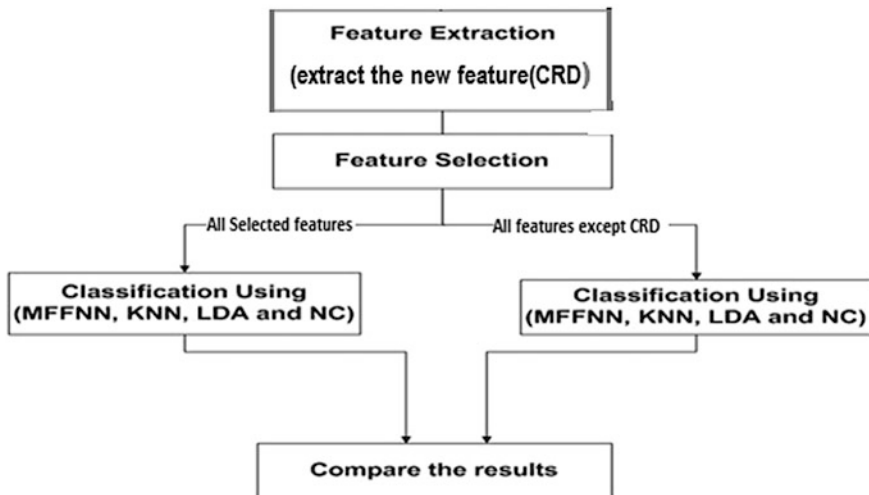 Feature Extraction
(extract the new feature(CRD)
Feature Selection
All Selected features
All features except CRD
Classification Using
(MFFNN, KNN, LDA and NC)
Classification Using
(MFFNN, KNN, LDA and NC)
Compare the results